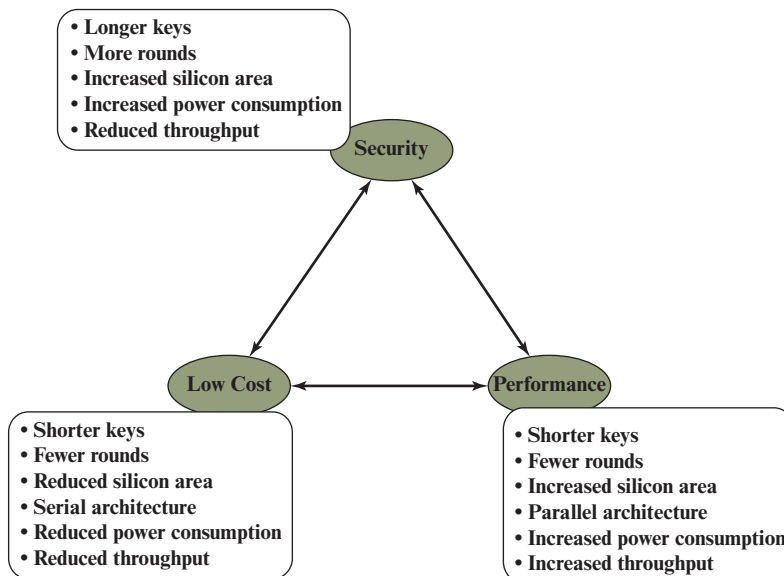 • Longer keys
• More rounds
• Increased silicon area
• Increased power consumption
• Reduced throughput
Security
Low Cost
• Shorter keys
• Fewer rounds
• Reduced silicon area
• Serial architecture
• Reduced power consumption
• Reduced throughput
Performance
• Shorter keys
• Fewer rounds
• Increased silicon area
• Parallel architecture
• Increased power consumption
• Increased throughput